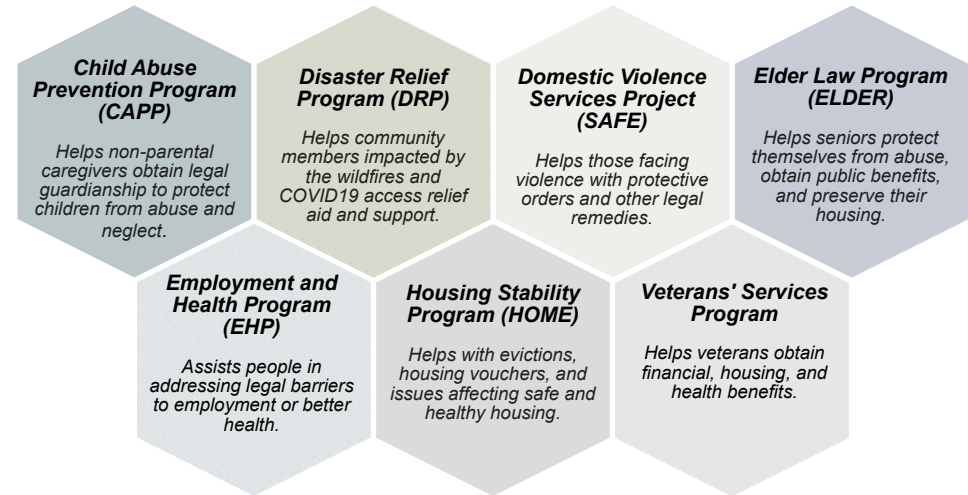 Child Abuse
Prevention Program
(CAPP)
Helps non-parental
caregivers obtain legal
guardianship to protect
children from abuse and
neglect.
Disaster Relief
Program (DRP)
Helps community
members impacted by
the wildfires and
COVID19 access relief
aid and support.
Domestic Violence
Services Project
(SAFE)
Helps those facing
violence with protective
orders and other legal
remedies.
Elder Law Program
(ELDER)
Helps seniors protect
themselves from abuse,
obtain public benefits,
and preserve their
housing.
Employment and
Health Program
(EHP)
Assists people in
addressing legal barriers
to employment or better
health.
Housing Stability
Program (HOME)
Helps with evictions,
housing vouchers, and
issues affecting safe and
healthy housing.
Veterans' Services
Program
Helps veterans obtain
financial, housing, and
health benefits.